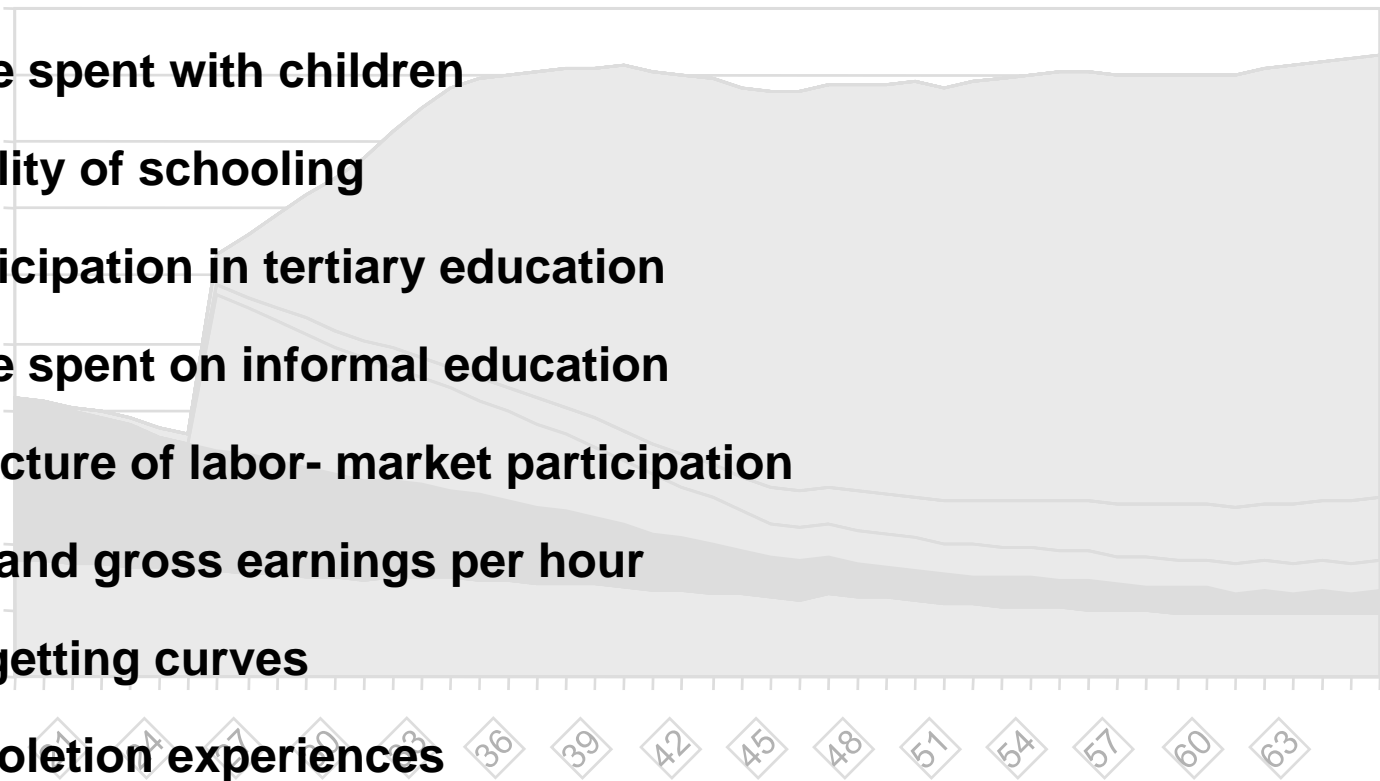 e spent with children
lity of schooling
icipation in tertiary education
e spent on informal education
cture of labor- market participation
and gross earnings per hour
getting curves
oletion experiences
36 39 42 45 48 51 54 57 60 63